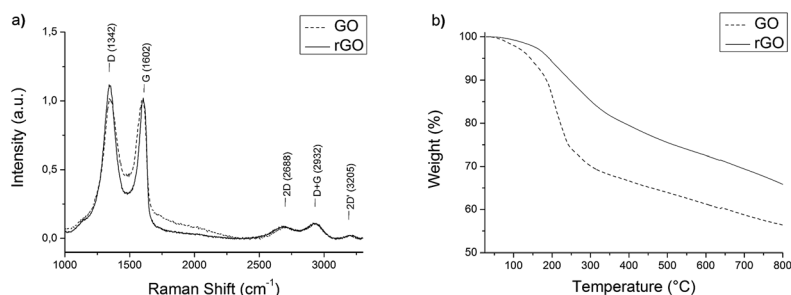 a)
GO
rGO
D (1342)
G (1602)
2D (2688)
D+G (2932)
2D' (3205)
1,5
1,0
0,5
0,0
Intensity (a.u.)
1000 1500 2000 2500 3000
Raman Shift (cm-1)
b)
GO
rGO
100
90
80
70
60
50
Weight (%)
100 200 300 400 500 600 700 800
Temperature (°C)